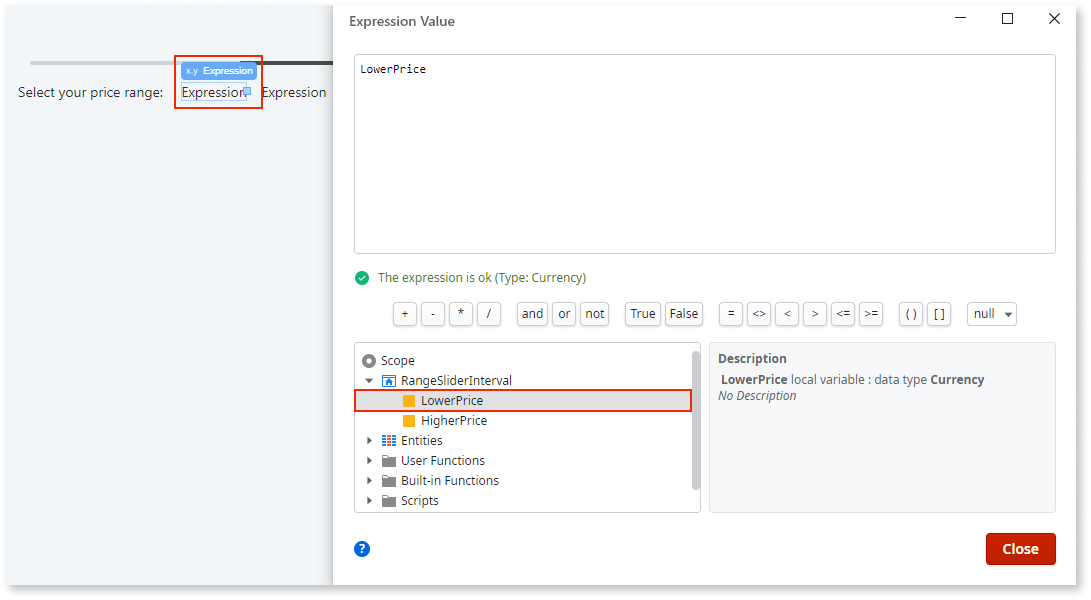 Expression Value
LowerPrice
x.y Expression
Select your price range: Expression Expression
The expression is ok (Type: Currency)
+ - * / and or not True False = <> < > <= >= ( ) [ ] null
Scope
RangeSliderInterval
LowerPrice
HigherPrice
Entities
User Functions
Built-in Functions
Scripts
Description
LowerPrice local variable : data type Currency
No Description
?
Close